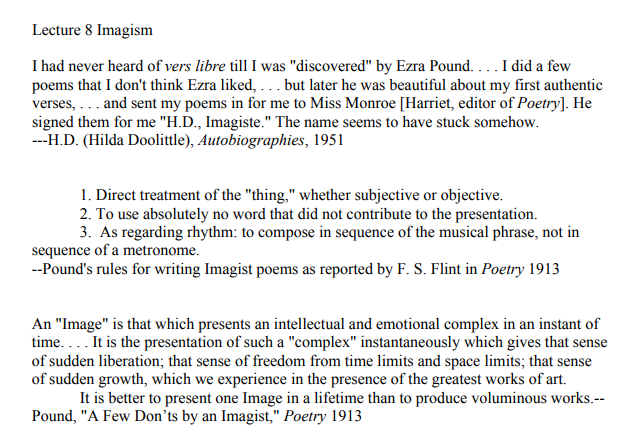 Lecture 8 Imagism
I had never heard of vers libre till I was "discovered" by Ezra Pound. . . . I did a few
poems that I don't think Ezra liked, . . . but later he was beautiful about my first authentic
verses, . . . and sent my poems in for me to Miss Monroe [Harriet, editor of Poetry]. He
signed them for me "H.D., Imagiste." The name seems to have stuck somehow.
---H.D. (Hilda Doolittle), Autobiographies, 1951
1. Direct treatment of the "thing," whether subjective or objective.
2. To use absolutely no word that did not contribute to the presentation.
3.  As regarding rhythm: to compose in sequence of the musical phrase, not in
sequence of a metronome.
--Pound's rules for writing Imagist poems as reported by F. S. Flint in Poetry 1913
An "Image" is that which presents an intellectual and emotional complex in an instant of
time. . . . It is the presentation of such a "complex" instantaneously which gives that sense
of sudden liberation; that sense of freedom from time limits and space limits; that sense
of sudden growth, which we experience in the presence of the greatest works of art.
It is better to present one Image in a lifetime than to produce voluminous works.--
Pound, "A Few Don’ts by an Imagist," Poetry 1913